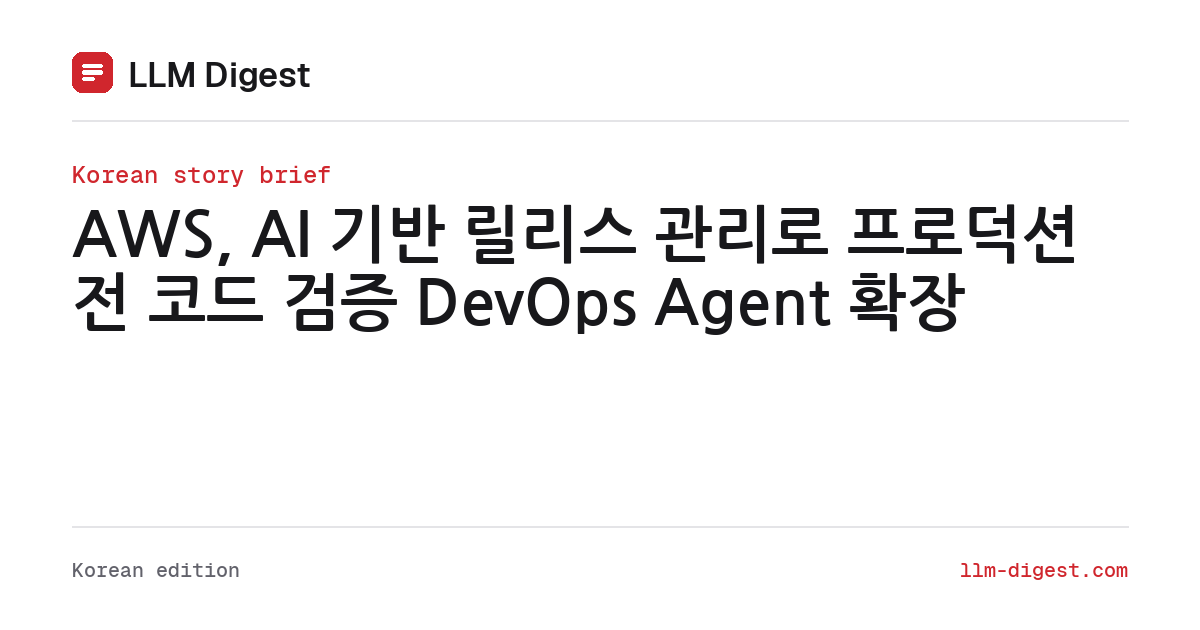 LLM Digest
Korean story brief
AWS, AI 기반 릴리스 관리로 프로덕션
전 코드 검증 DevOps Agent 확장
Korean edition
llm-digest.com